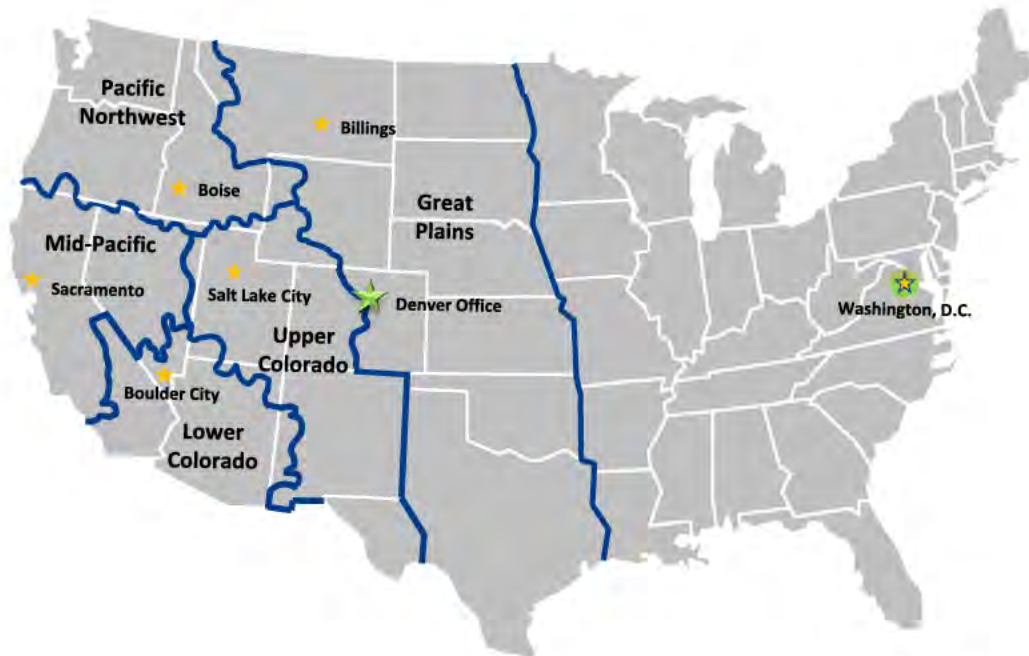 Pacific
Northwest
Billings
Boise
Great
Plains
Mid-Pacific
Sacramento
Salt Lake City
Denver Office
Washington, D.C.
Upper
Colorado
Boulder City
Lower
Colorado